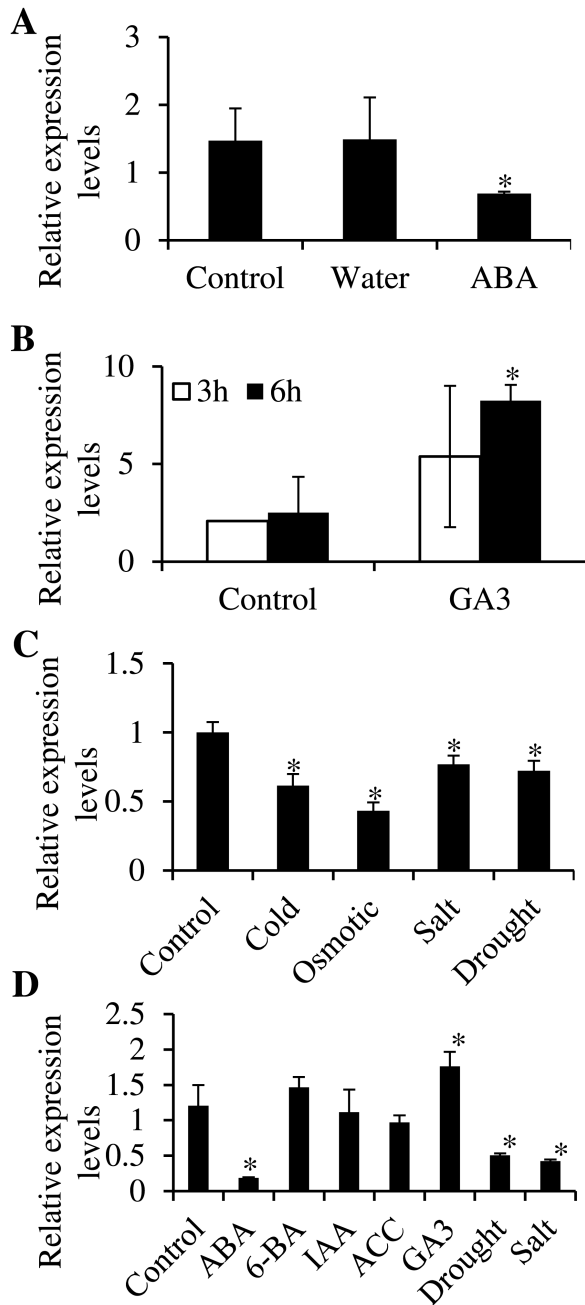 A
Relative expression
levels
3
2
1
0
*
Control Water ABA
B
Relative expression
levels
10
5
0
3h 6h
*
Control GA3
C
Relative expression
levels
1.5
1
0.5
0
* * * *
Control Cold Osmotic Salt Drought
D
Relative expression
levels
2.5
2
1.5
1
0.5
0
* * * *
Control ABA 6-BA IAA ACC GA3 Drought Salt